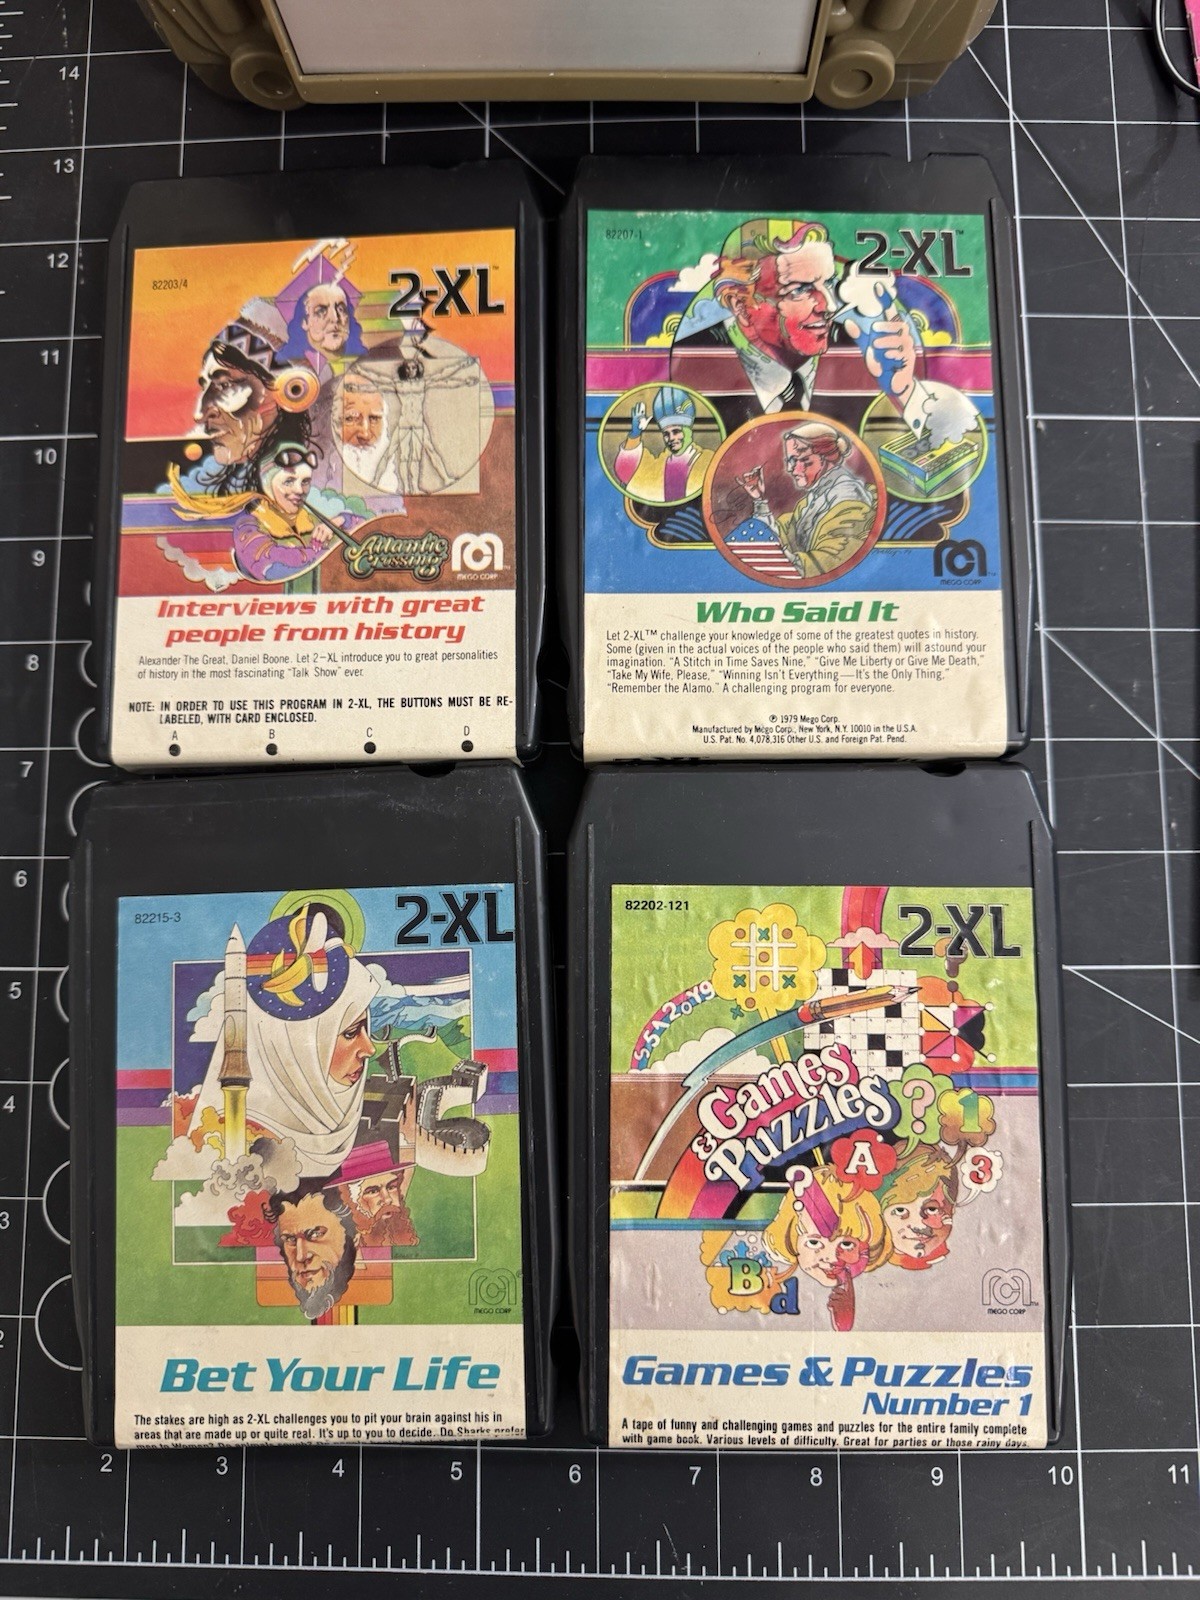 14
13
12
11
10
9
8
7
6
5
4
3
2
82203/4
2-XL™
Atlantic
Crossing
MEGO CORP
Interviews with great
people from history
Alexander The Great, Daniel Boone. Let 2-XL introduce you to great personalities
of history in the most fascinating "Talk Show" ever.
NOTE: IN ORDER TO USE THIS PROGRAM IN 2-XL, THE BUTTONS MUST BE RE-
LABELED, WITH CARD ENCLOSED.
A B C D
82207-1
2-XL™
MEGO CORP
Who Said It
Let 2-XL™ challenge your knowledge of some of the greatest quotes in history.
Some (given in the actual voices of the people who said them) will astound your
imagination. "A Stitch in Time Saves Nine," "Give Me Liberty or Give Me Death,"
"Take My Wife, Please," "Winning Isn't Everything—It's the Only Thing,"
"Remember the Alamo." A challenging program for everyone.
℗ 1979 Mego Corp.
Manufactured by Mego Corp., New York, N.Y. 10010 in the U.S.A.
U.S. Pat. No. 4,078,316 Other U.S. and Foreign Pat. Pend.
82215-3
2-XL
MEGO CORP
Bet Your Life
The stakes are high as 2-XL challenges you to pit your brain against his in
areas that are made up or quite real. It's up to you to decide. Do Sharks prefer
men to Women? Do animals
82202-121
2-XL
Games
& Puzzles
?
1
A
3
?
B
d
MEGO CORP
Games & Puzzles
Number 1
A tape of funny and challenging games and puzzles for the entire family complete
with game book. Various levels of difficulty. Great for parties or those rainy days.
2 3 4 5 6 7 8 9 10 11